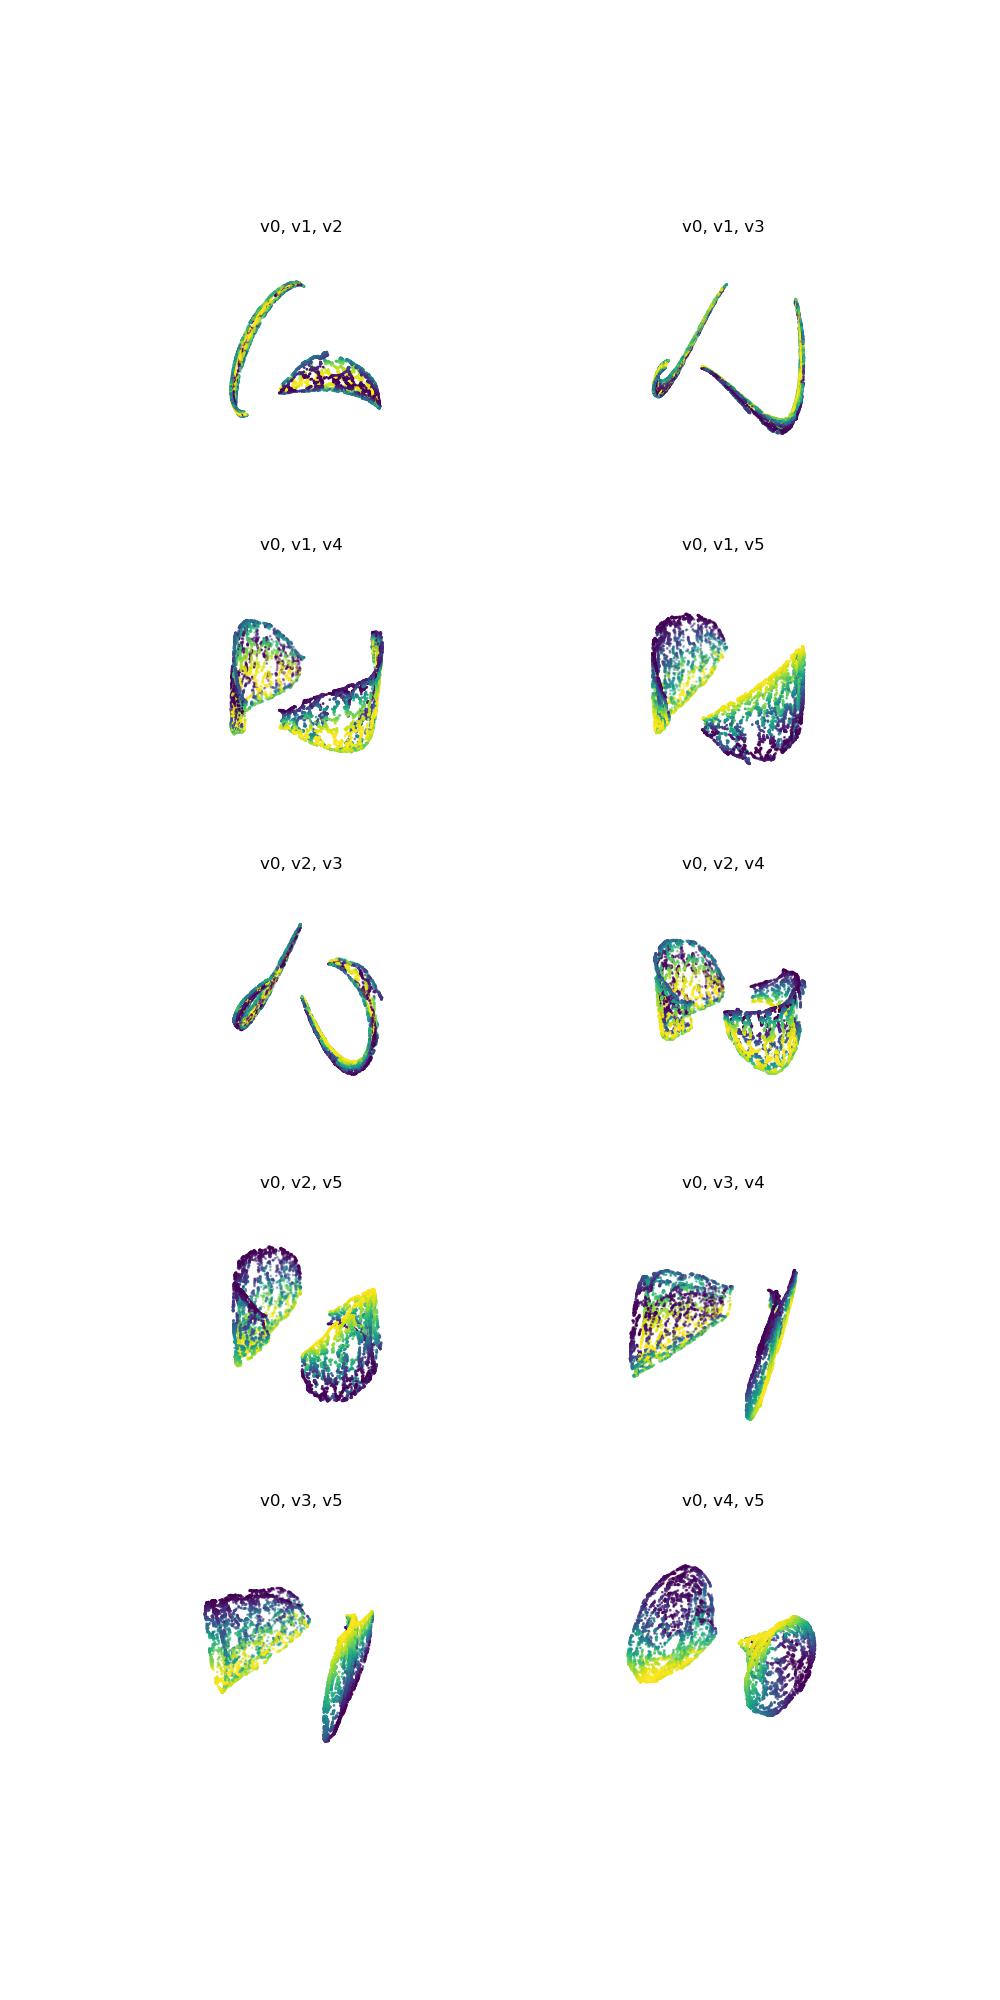 v0, v1, v2
v0, v1, v3
v0, v1, v4
v0, v1, v5
v0, v2, v3
v0, v2, v4
v0, v2, v5
v0, v3, v4
v0, v3, v5
v0, v4, v5